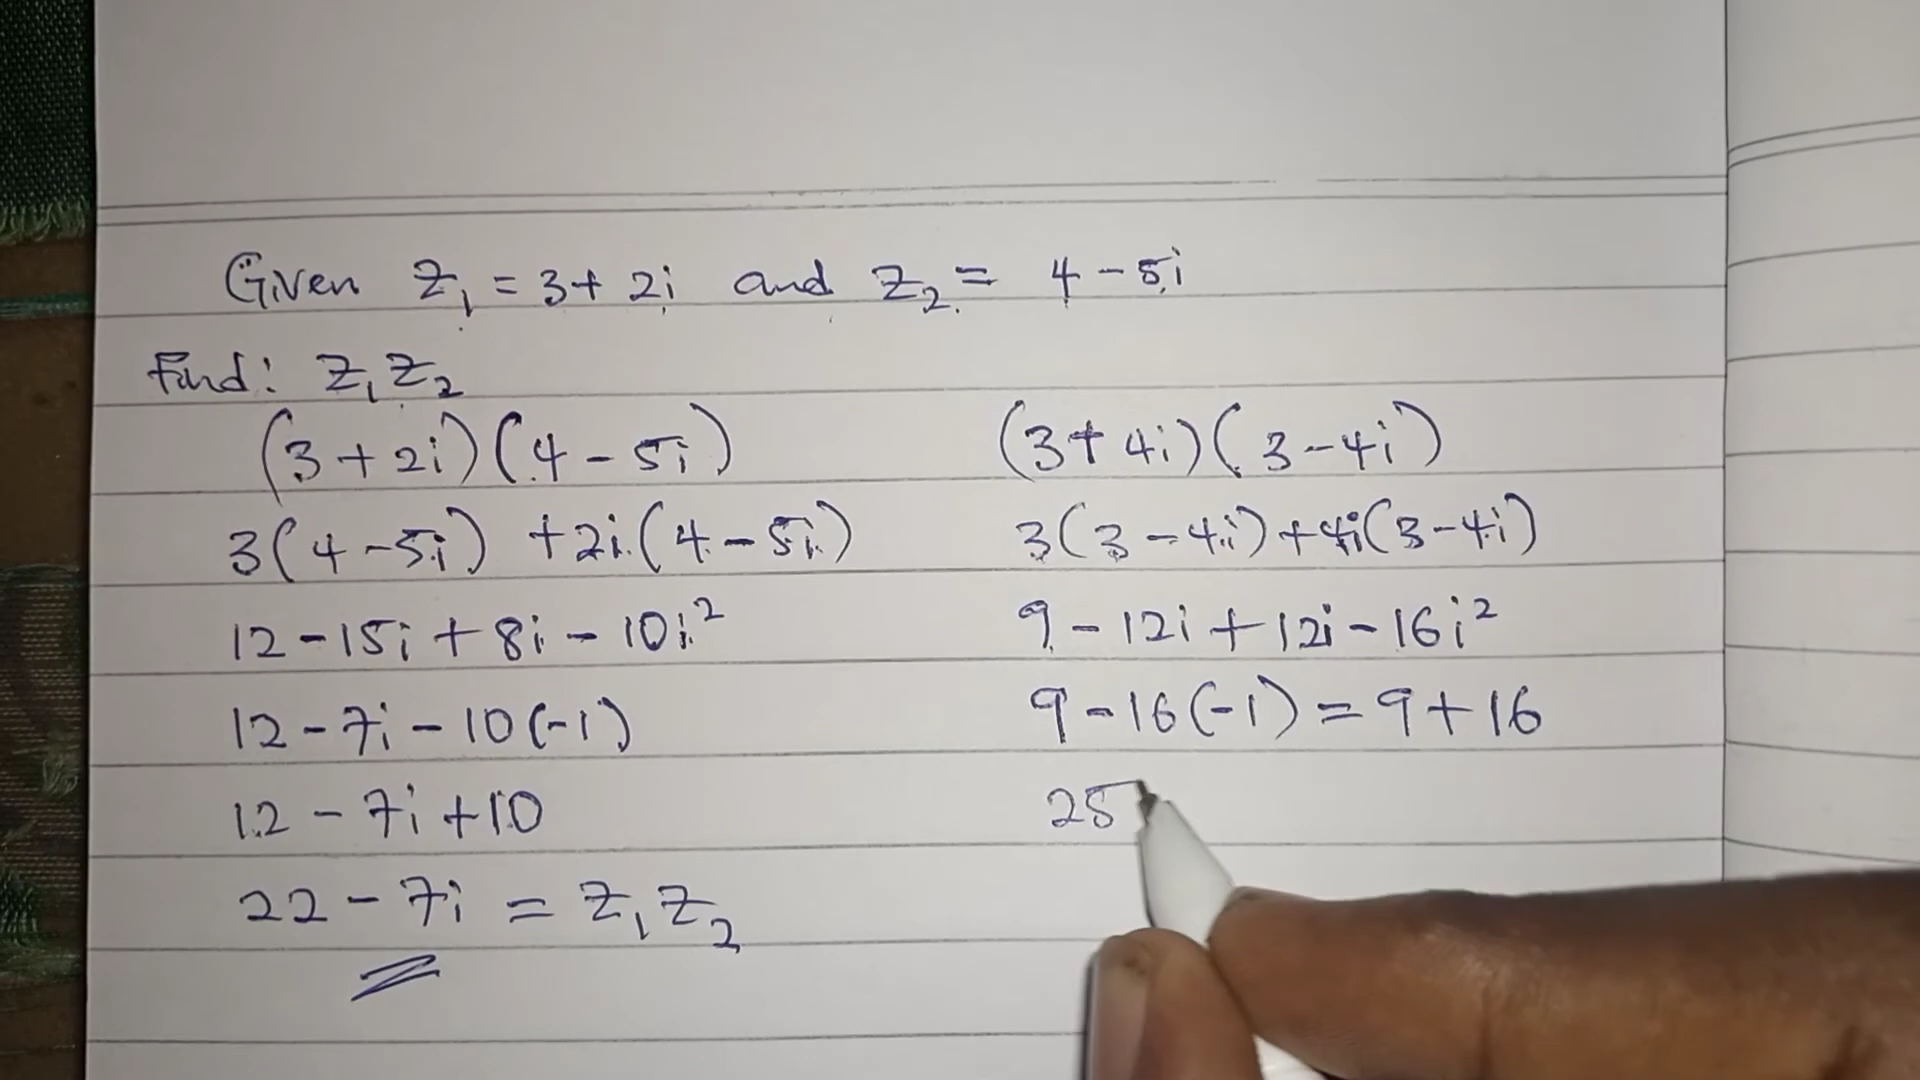 Given z₁ = 3 + 2i and z₂ = 4 - 5i
Find: z₁z₂
(3 + 2i)(4 - 5i)
3(4 - 5i) + 2i(4 - 5i)
12 - 15i + 8i - 10i²
12 - 7i - 10(-1)
12 - 7i + 10
22 - 7i = z₁z₂
(3 + 4i)(3 - 4i)
3(3 - 4i) + 4i(3 - 4i)
9 - 12i + 12i - 16i²
9 - 16(-1) = 9 + 16
25